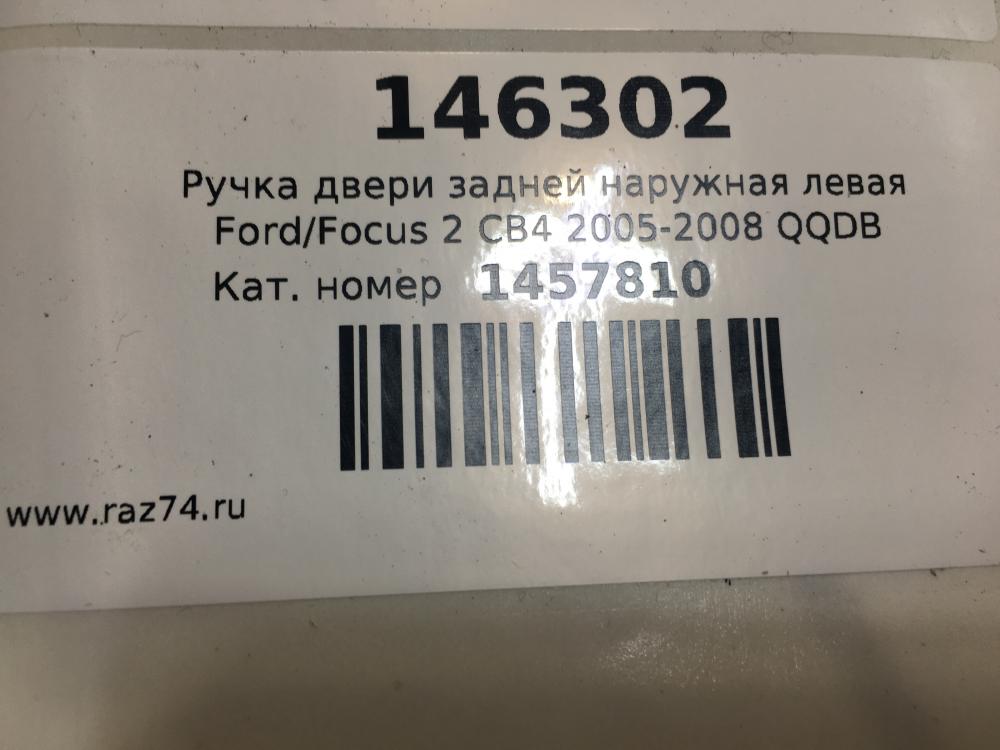 146302
Ручка двери задней наружная левая
Ford/Focus 2 CB4 2005-2008 QQDB
Кат. номер 1457810
www.raz74.ru